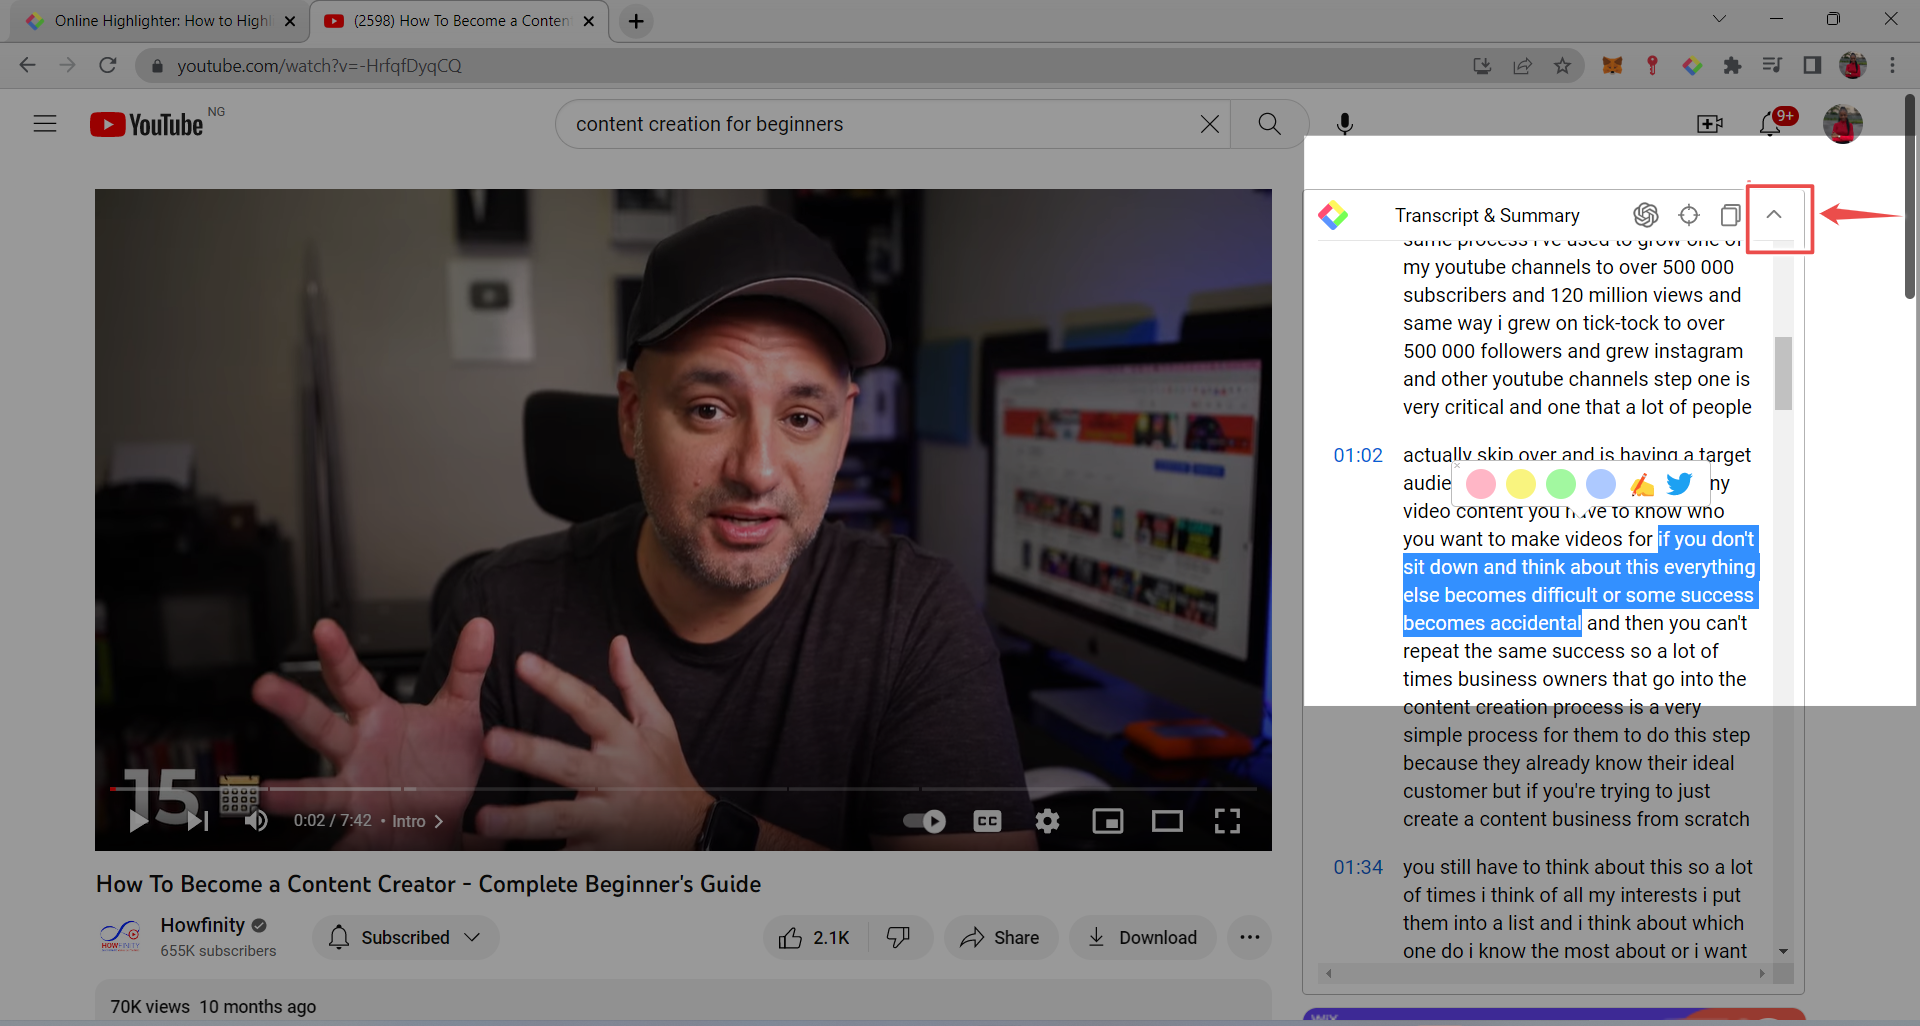 Online Highlighter: How to Highl
(2598) How To Become a Conten
youtube.com/watch?v=-HrfqfDyqCQ
YouTube NG
content creation for beginners
9+
Transcript & Summary
same process i've used to grow one of
my youtube channels to over 500 000
subscribers and 120 million views and
same way i grew on tick-tock to over
500 000 followers and grew instagram
and other youtube channels step one is
very critical and one that a lot of people
01:02
actually skip over and is having a target
audie ny
video content you have to know who
you want to make videos for if you don't
sit down and think about this everything
else becomes difficult or some success
becomes accidental and then you can't
repeat the same success so a lot of
times business owners that go into the
content creation process is a very
simple process for them to do this step
because they already know their ideal
customer but if you're trying to just
create a content business from scratch
01:34
you still have to think about this so a lot
of times i think of all my interests i put
them into a list and i think about which
one do i know the most about or i want
15
0:02 / 7:42 • Intro
CC
How To Become a Content Creator - Complete Beginner's Guide
HOWFINITY
Howfinity
655K subscribers
Subscribed
2.1K
Share
Download
70K views 10 months ago
WIX